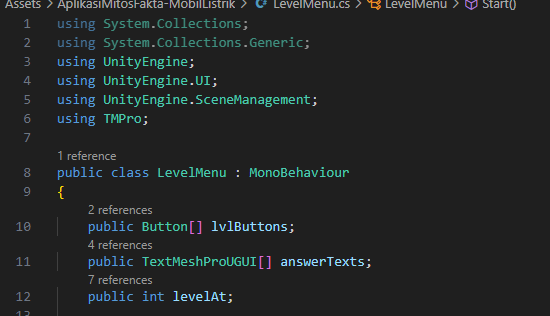 Assets > AplikasiMitosFakta-MobilListrik > LevelMenu.cs > LevelMenu > Start()
1 using System.Collections;
2 using System.Collections.Generic;
3 using UnityEngine;
4 using UnityEngine.UI;
5 using UnityEngine.SceneManagement;
6 using TMPro;
7
1 reference
8 public class LevelMenu : MonoBehaviour
9 {
2 references
10 public Button[] lvlButtons;
4 references
11 public TextMeshProUGUI[] answerTexts;
7 references
12 public int levelAt;
13